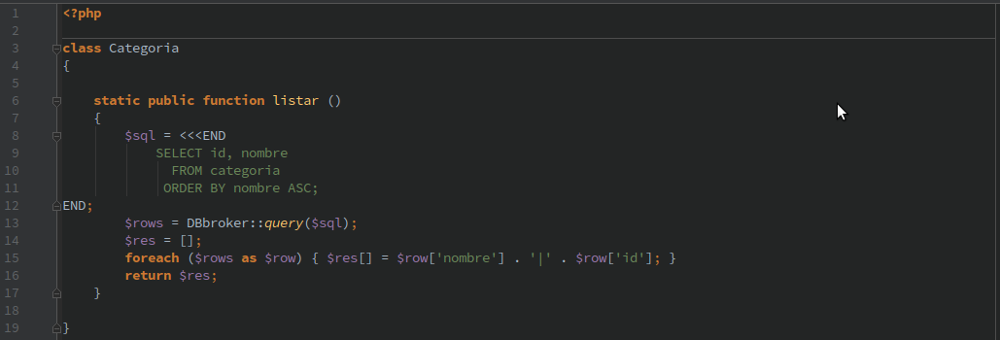 1 <?php
2
3 class Categoria
4 {
5
6     static public function listar ()
7     {
8         $sql = <<<END
9             SELECT id, nombre
10              FROM categoria
11             ORDER BY nombre ASC;
12 END;
13         $rows = DBbroker::query($sql);
14         $res = [];
15         foreach ($rows as $row) { $res[] = $row['nombre'] . '|' . $row['id']; }
16         return $res;
17     }
18
19 }